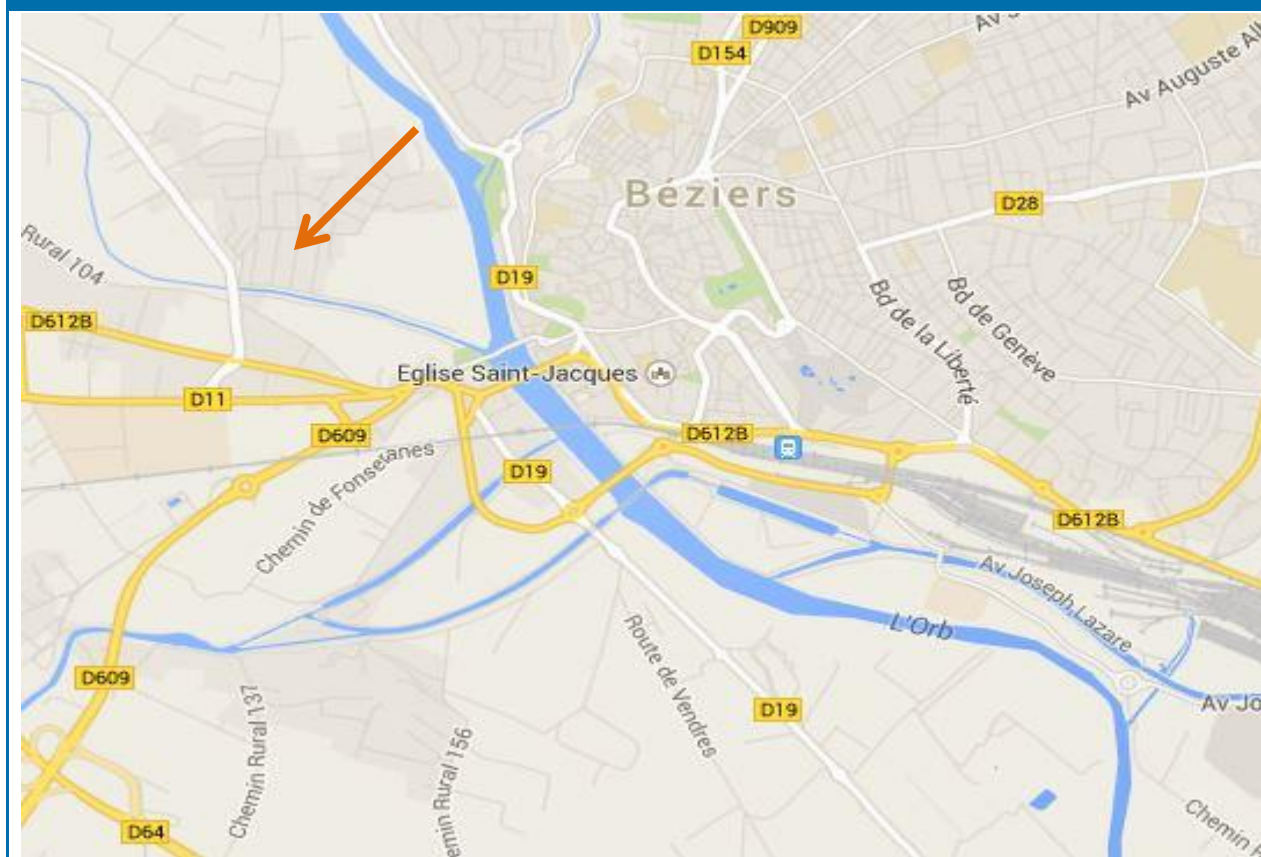 D909
D154
Av Auguste
Béziers
D28
Rural 104
D19
D612B
Bd de la Liberté
Bd de Genève
Eglise Saint-Jacques
D11
D609
D612B
D19
Chemin de Fonseranes
D612B
Av Joseph Lazare
L'Orb
Route de Vendres
D609
Chemin Rural 137
D19
Av Jo
Chemin Rural 156
D64
Chemin